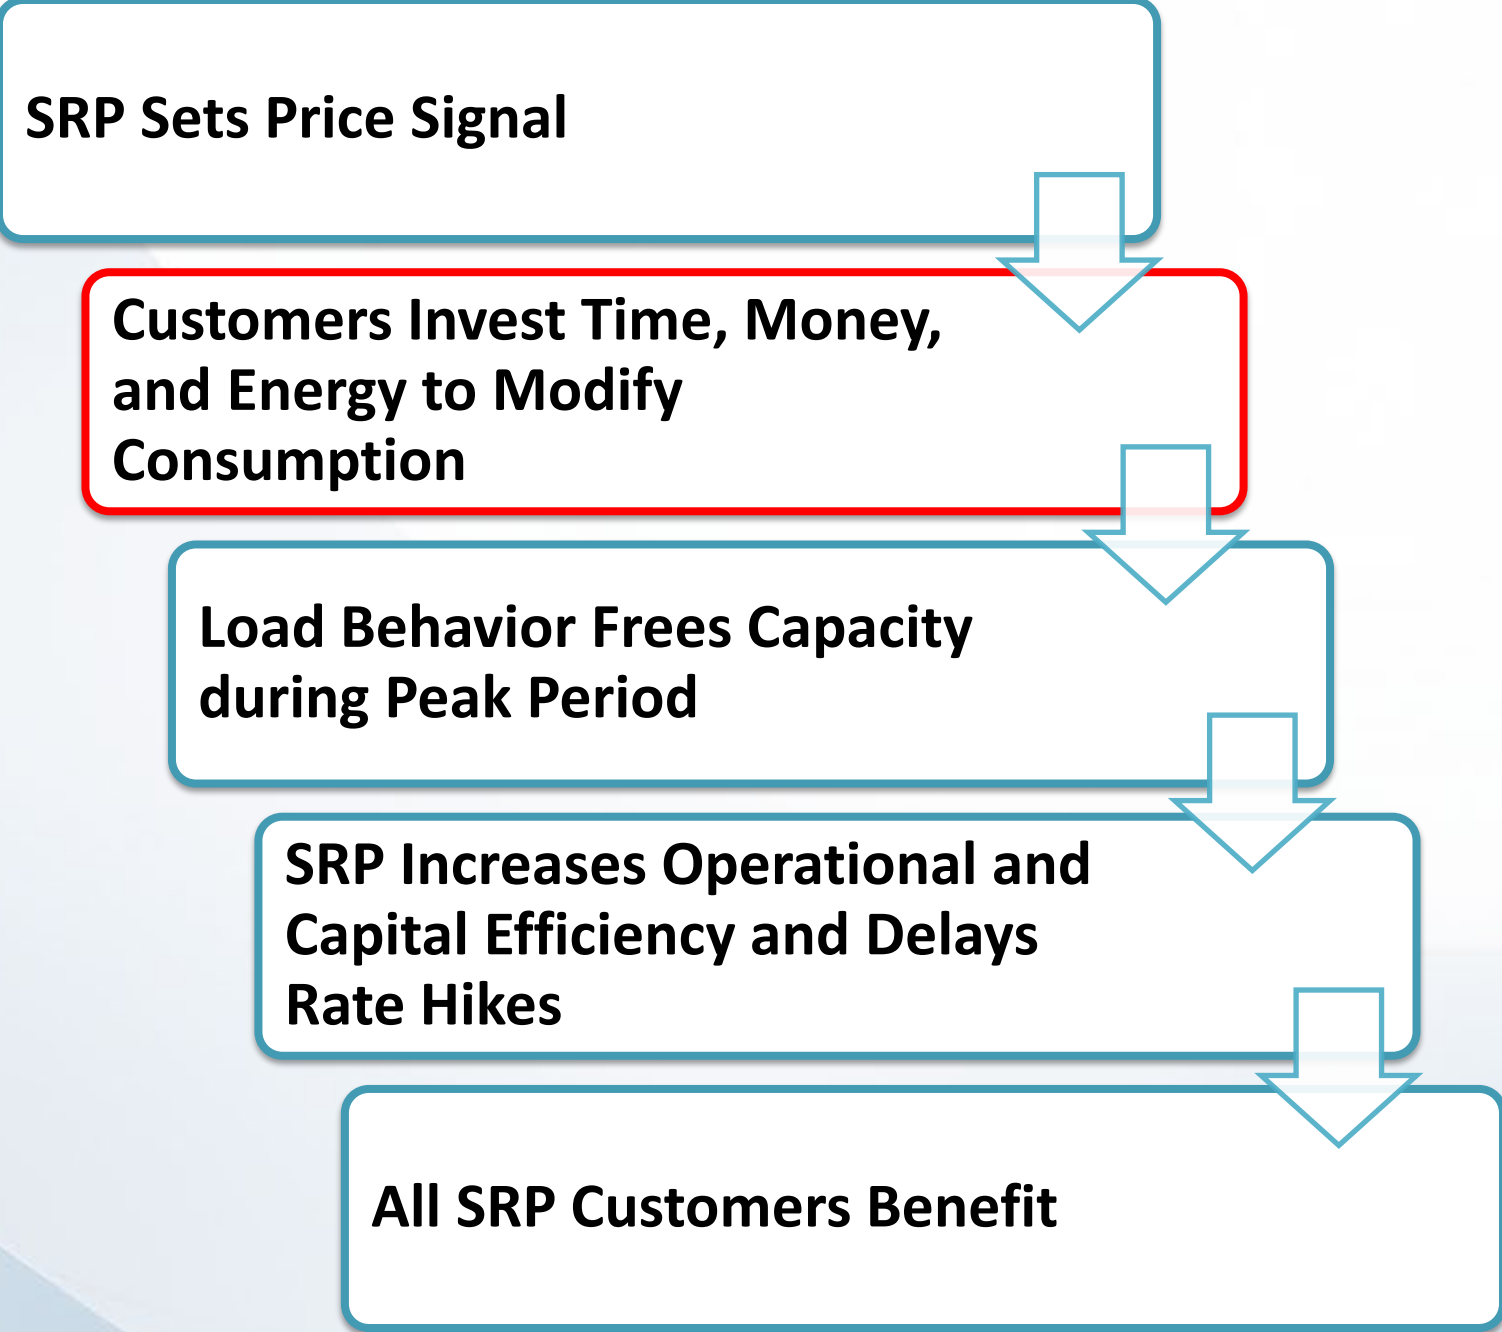 SRP Sets Price Signal
Customers Invest Time, Money,
and Energy to Modify
Consumption
Load Behavior Frees Capacity
during Peak Period
SRP Increases Operational and
Capital Efficiency and Delays
Rate Hikes
All SRP Customers Benefit